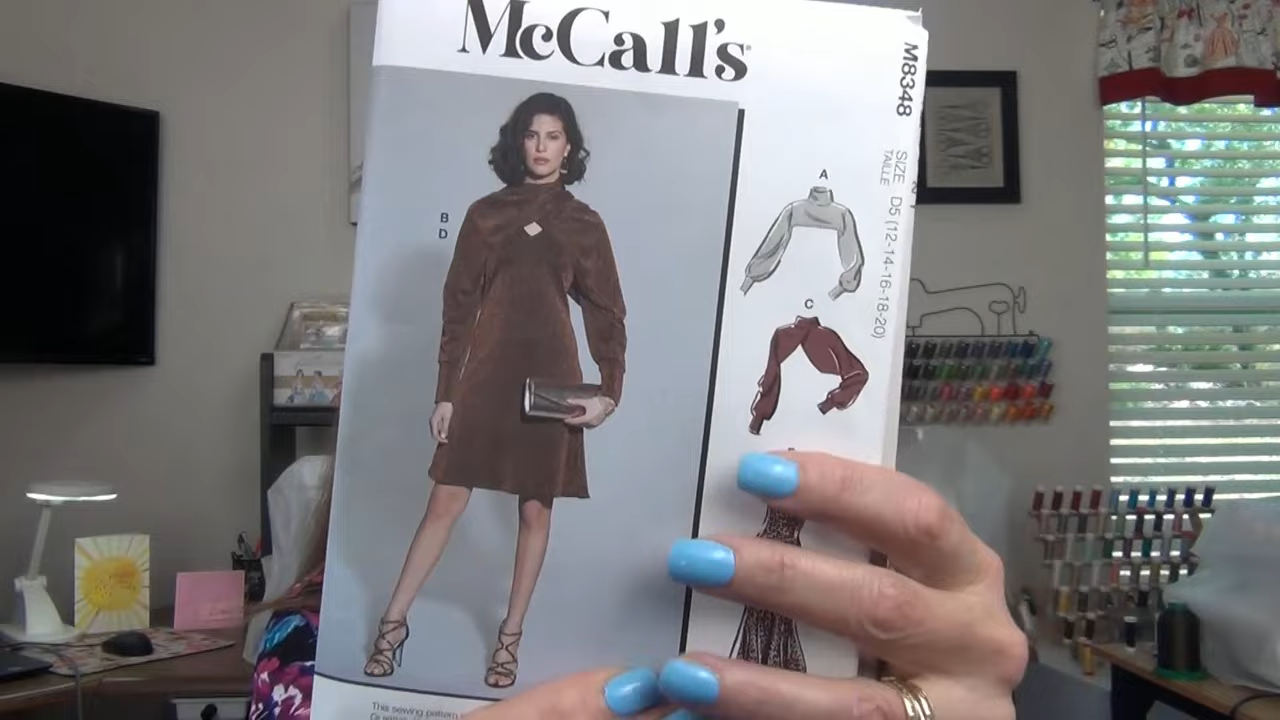 McCall's
M8348
SIZE
TAILLE
D5 (12-14-16-18-20)
B
D
A
C
This sewing pattern